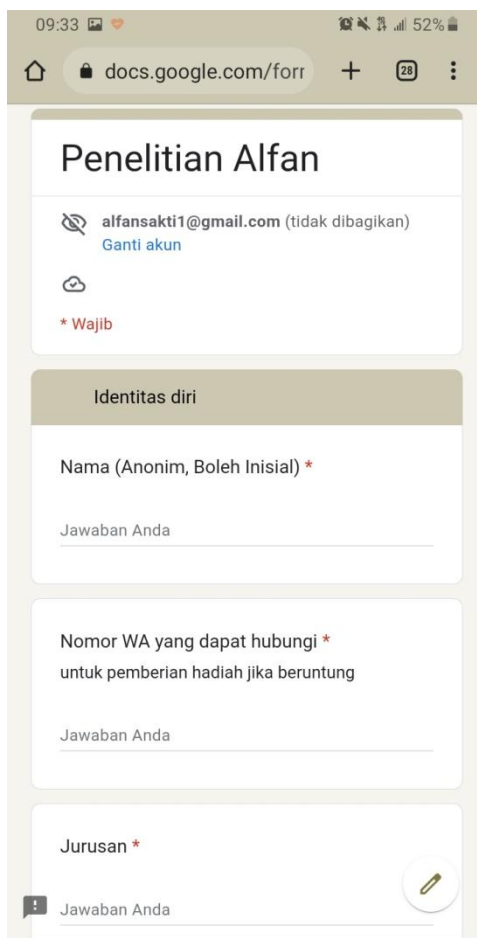 09:33 52%
docs.google.com/forr 28
Penelitian Alfan
alfansakti1@gmail.com (tidak dibagikan)
Ganti akun
* Wajib
Identitas diri
Nama (Anonim, Boleh Inisial) *
Jawaban Anda
Nomor WA yang dapat hubungi *
untuk pemberian hadiah jika beruntung
Jawaban Anda
Jurusan *
Jawaban Anda